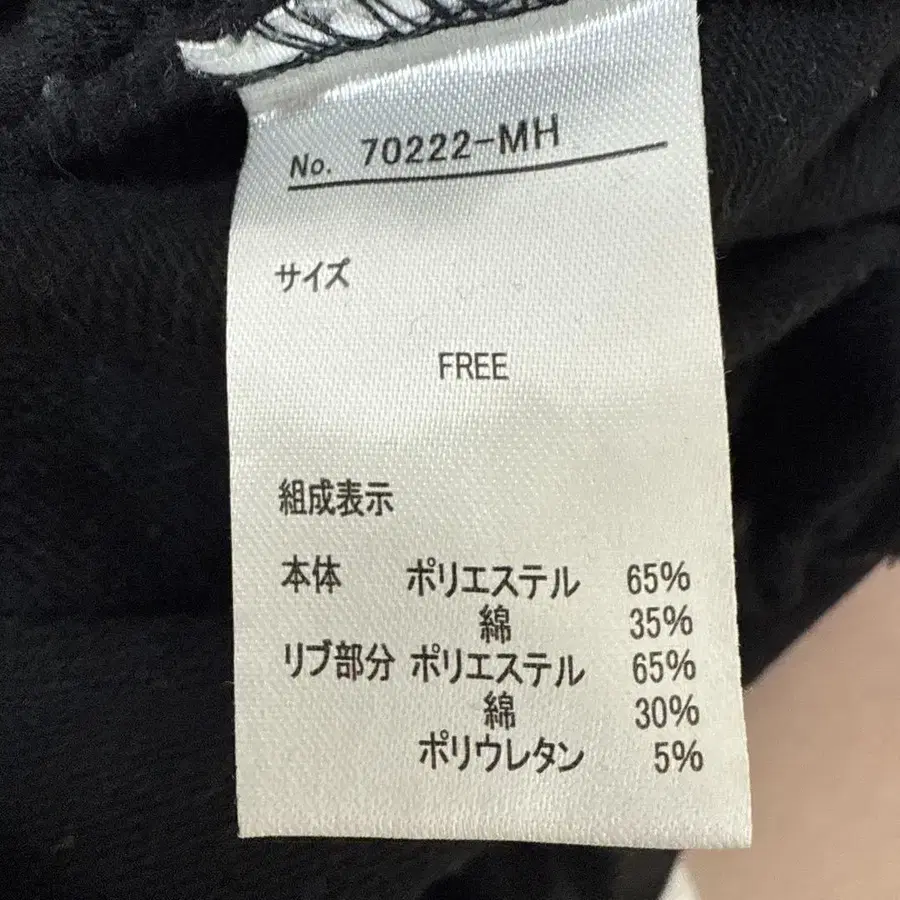 No. 70222-MH
サイズ
FREE
組成表示
本体 ポリエステル 65%
綿 35%
リブ部分 ポリエステル 65%
綿 30%
ポリウレタン 5%